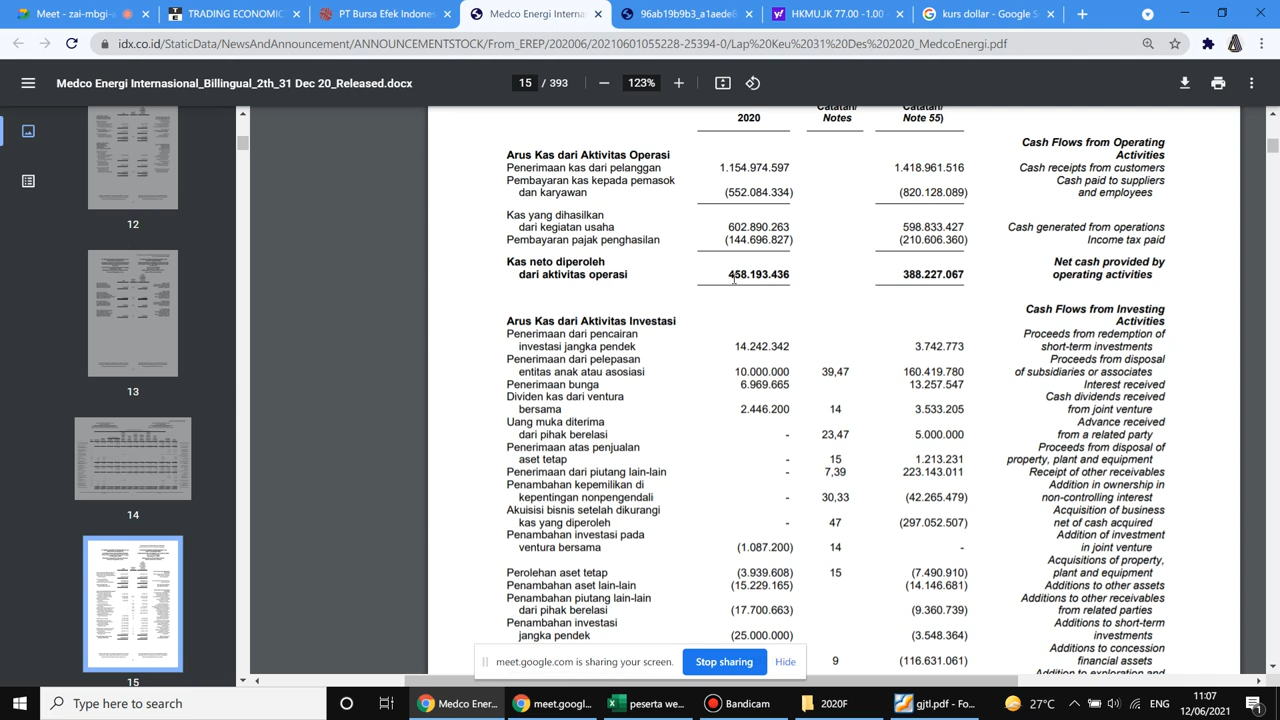 Meet - zai-mbgi-a
TRADING ECONOMIC
PT Bursa Efek Indones
Medco Energi Interna
96ab19b9b3_a1aede8
HKMU.JK 77.00 -1.00 -
kurs dollar - Google S
idx.co.id/StaticData/NewsAndAnnouncement/ANNOUNCEMENTSTOCK/From_EREP/202006/20210601055228-25394-0/Lap%20Keu%2031%20Des%202020_MedcoEnergi.pdf
Medco Energi Internasional_Billingual_2th_31 Dec 20_Released.docx
15 / 393
123%
12
13
14
15
Catatan/ Catatan/
2020 Notes Note 55)
Cash Flows from Operating
Arus Kas dari Aktivitas Operasi Activities
Penerimaan kas dari pelanggan 1.154.974.597 1.418.961.516 Cash receipts from customers
Pembayaran kas kepada pemasok Cash paid to suppliers
dan karyawan (552.084.334) (820.128.089) and employees
Kas yang dihasilkan
dari kegiatan usaha 602.890.263 598.833.427 Cash generated from operations
Pembayaran pajak penghasilan (144.696.827) (210.606.360) Income tax paid
Kas neto diperoleh Net cash provided by
dari aktivitas operasi 458.193.436 388.227.067 operating activities
Cash Flows from Investing
Arus Kas dari Aktivitas Investasi Activities
Penerimaan dari pencairan Proceeds from redemption of
investasi jangka pendek 14.242.342 3.742.773 short-term investments
Penerimaan dari pelepasan Proceeds from disposal
entitas anak atau asosiasi 10.000.000 39,47 160.419.780 of subsidiaries or associates
Penerimaan bunga 6.969.665 13.257.547 Interest received
Dividen kas dari ventura Cash dividends received
bersama 2.446.200 14 3.533.205 from joint venture
Uang muka diterima Advance received
dari pihak berelasi - 23,47 5.000.000 from a related party
Penerimaan atas penjualan Proceeds from disposal of
aset tetap - 15 1.213.231 property, plant and equipment
Penerimaan dari piutang lain-lain - 7,39 223.143.011 Receipt of other receivables
Penambahan kepemilikan di Addition in ownership in
kepentingan nonpengendali - 30,33 (42.265.479) non-controlling interest
Akuisisi bisnis setelah dikurangi Acquisition of business
kas yang diperoleh - 47 (297.052.507) net of cash acquired
Penambahan investasi pada Addition of investment
ventura bersama (1.087.200) 14 - in joint venture
Acquisitions of property,
Perolehan aset tetap (3.939.608) 15 (7.490.910) plant and equipment
Penambahan aset lain-lain (15.229.165) (14.146.681) Additions to other assets
Penambahan piutang lain-lain Additions to other receivables
dari pihak berelasi (17.700.663) (9.360.739) from related parties
Penambahan investasi Additions to short-term
jangka pendek (25.000.000) (3.548.364) investments
Additions to concession
9 (116.631.061) financial assets
Addition to exploration and
meet.google.com is sharing your screen. Stop sharing Hide
Type here to search
Medco Ener...
meet.googl...
peserta we...
Bandicam
2020F
gjtl.pdf - Fo...
27°C
ENG
11:07
12/06/2021
1